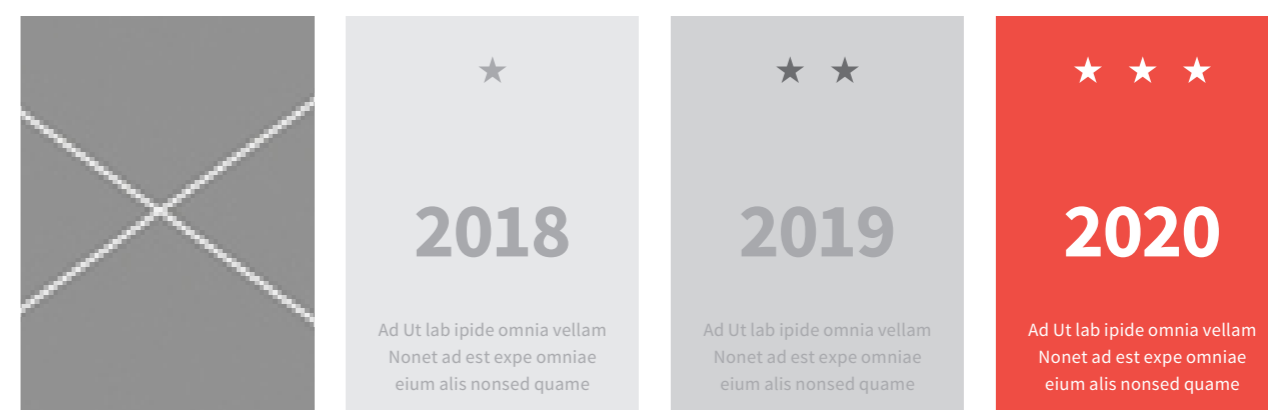 2018
Ad Ut lab ipide omnia vellam
Nonet ad est expe omniae
eium alis nonsed quame
2019
Ad Ut lab ipide omnia vellam
Nonet ad est expe omniae
eium alis nonsed quame
2020
Ad Ut lab ipide omnia vellam
Nonet ad est expe omniae
eium alis nonsed quame